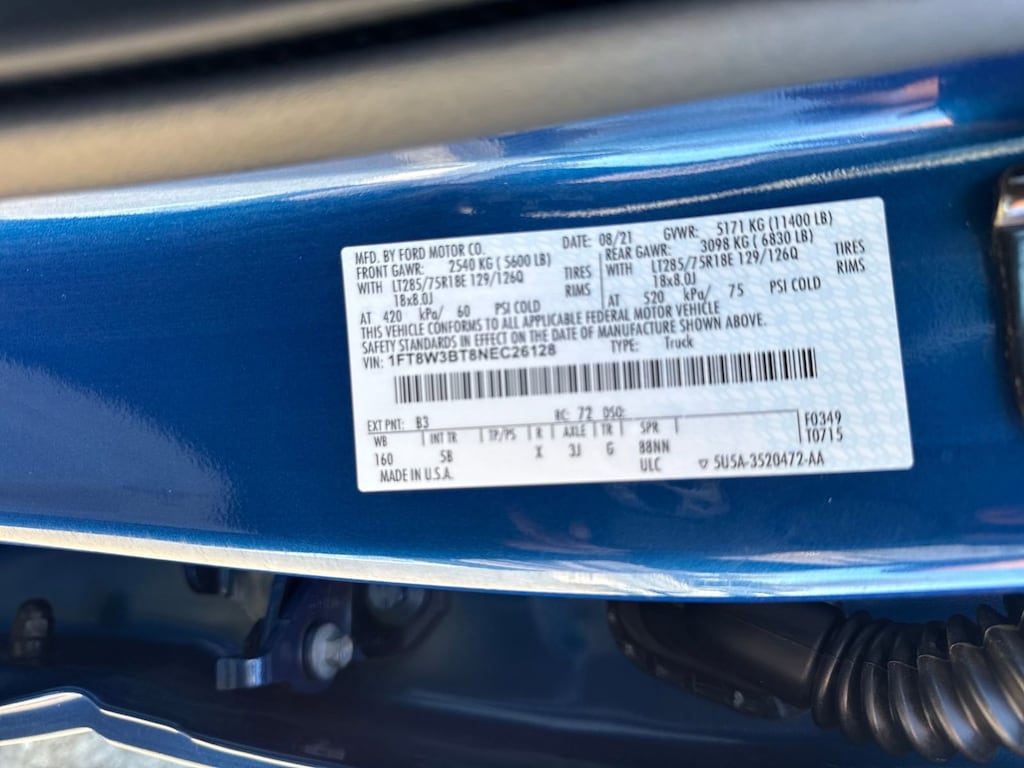 MFD. BY FORD MOTOR CO. DATE: 08/21 GVWR: 5171 KG (11400 LB)
FRONT GAWR: 2540 KG ( 5600 LB) REAR GAWR: 3098 KG ( 6830 LB)
WITH LT285/75R18E 129/126Q TIRES WITH LT285/75R18E 129/126Q TIRES
18x8.0J RIMS 18x8.0J RIMS
AT 420 kPa/ 60 PSI COLD AT 520 kPa/ 75 PSI COLD
THIS VEHICLE CONFORMS TO ALL APPLICABLE FEDERAL MOTOR VEHICLE
SAFETY STANDARDS IN EFFECT ON THE DATE OF MANUFACTURE SHOWN ABOVE.
VIN: 1FT8W3BT8NEC26128 TYPE: Truck
EXT PNT: B3 RC: 72 DSO: F0349
WB INT TR TP/PS R AXLE TR SPR T0715
160 SB X 3J G 88NN
MADE IN U.S.A. ULC ▽ 5U5A-3520472-AA